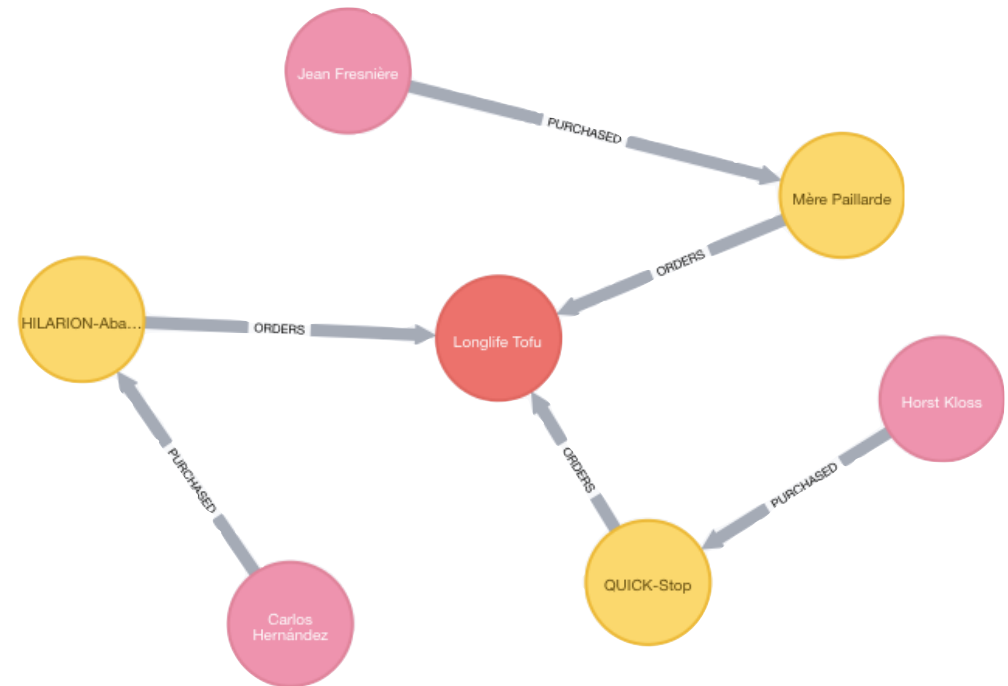 Jean Fresnière
PURCHASED
Mère Paillarde
ORDERS
HILARION-Aba...
ORDERS
Longlife Tofu
Horst Kloss
PURCHASED
ORDERS
PURCHASED
QUICK-Stop
Carlos
Hernández